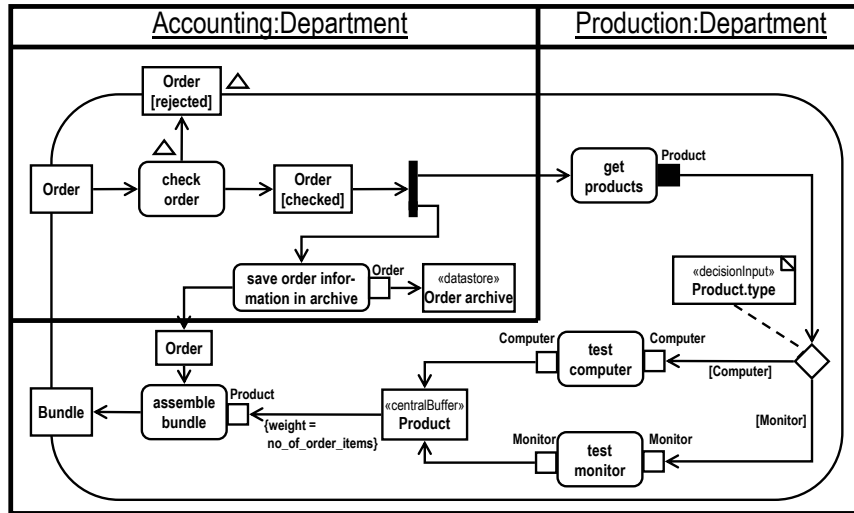 Accounting:Department
Production:Department
Order
[rejected]
Order
check
order
Order
[checked]
get
products
Product
«decisionInput»
Product.type
save order infor-
mation in archive
Order
«datastore»
Order archive
Order
Computer
test
computer
Computer
[Computer]
Bundle
assemble
bundle
Product
{weight =
no_of_order_items}
«centralBuffer»
Product
[Monitor]
Monitor
test
monitor
Monitor